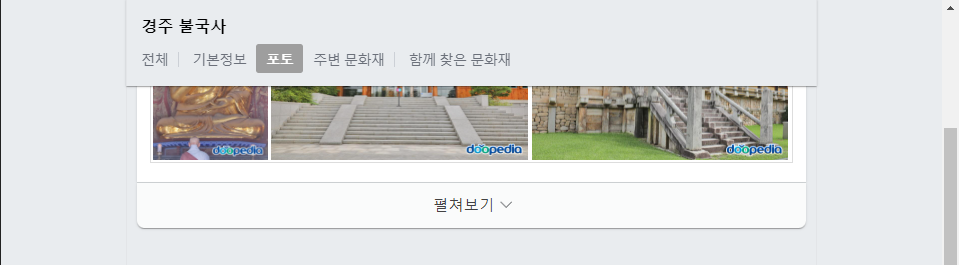 경주 불국사
전체 기본정보 포토 주변 문화재 함께 찾은 문화재
doopedia doopedia doopedia
펼쳐보기